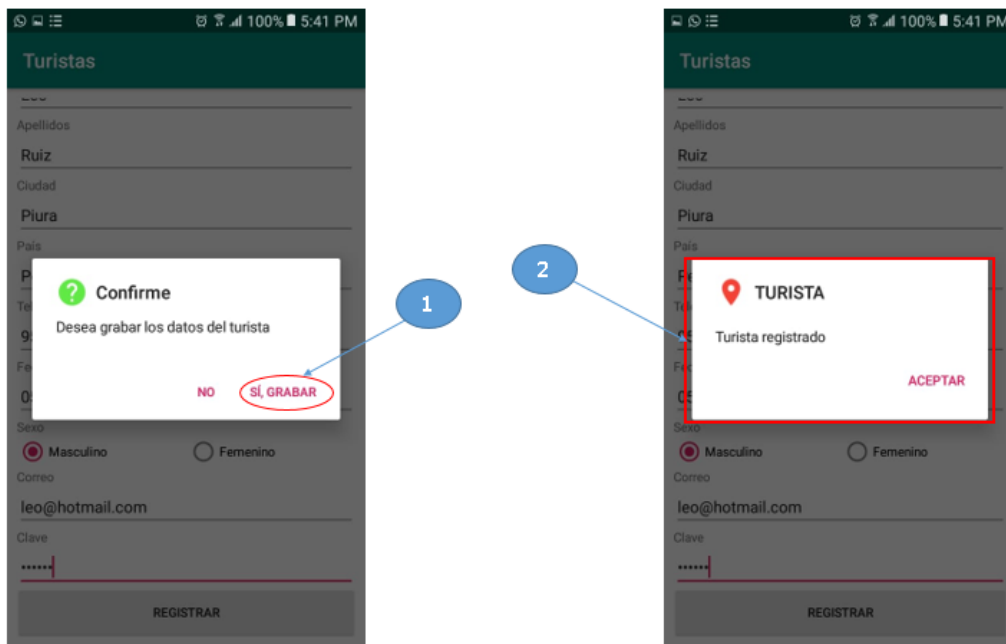 100% 5:41 PM
Turistas
Apellidos
Ruiz
Ciudad
Piura
País
Confirme
Desea grabar los datos del turista
NO SÍ, GRABAR
Sexo
Masculino Femenino
Correo
leo@hotmail.com
Clave
REGISTRAR
1
2
100% 5:41 PM
Turistas
Apellidos
Ruiz
Ciudad
Piura
País
TURISTA
Turista registrado
ACEPTAR
Sexo
Masculino Femenino
Correo
leo@hotmail.com
Clave
REGISTRAR